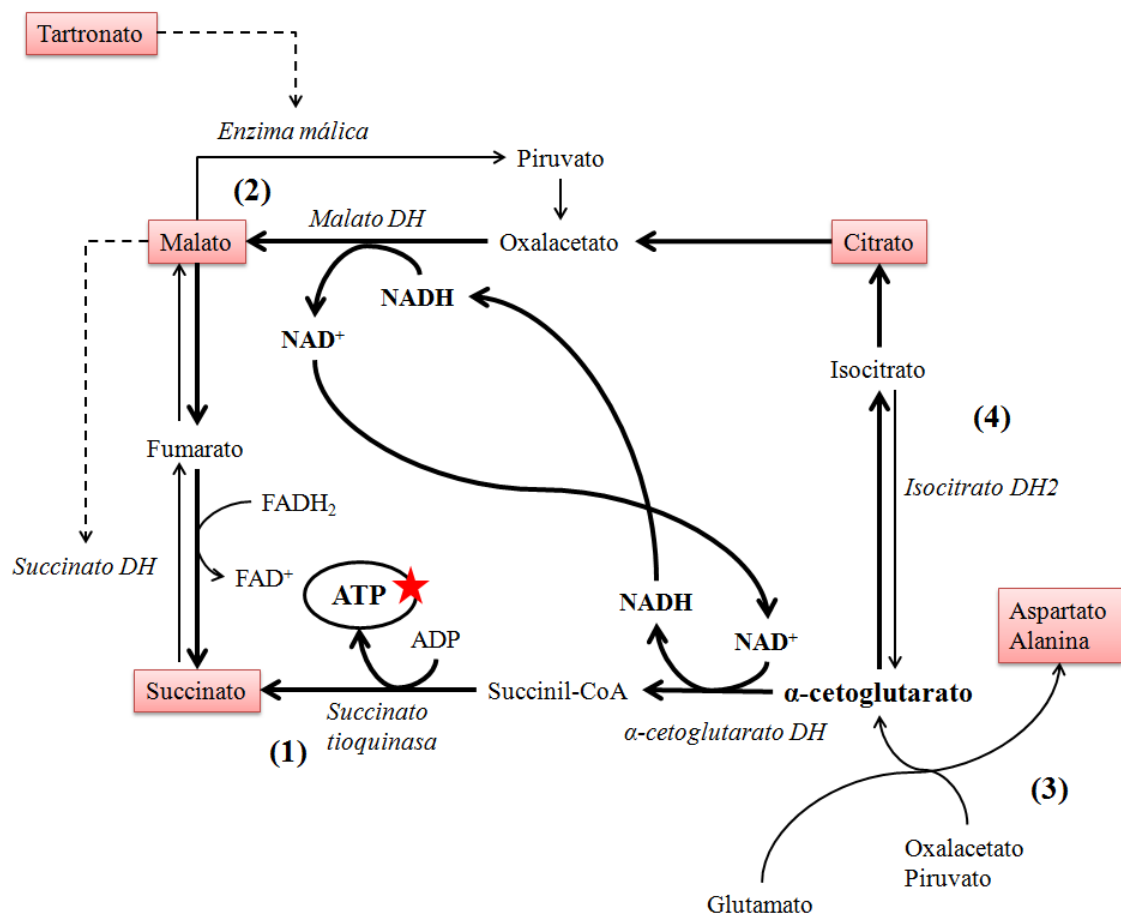 Tartronato
Enzima málica
Piruvato
(2)
Malato DH
Malato
Oxalacetato
Citrato
NADH
NAD⁺
Isocitrato
(4)
Fumarato
FADH₂
Isocitrato DH2
Succinato DH
FAD⁺
ATP
NADH
Aspartato
Alanina
ADP
NAD⁺
Succinato
Succinil-CoA
α-cetoglutarato
Succinato
tioquinasa
α-cetoglutarato DH
(1)
(3)
Oxalacetato
Piruvato
Glutamato